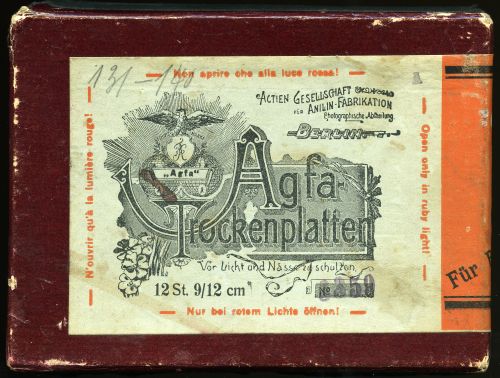 131-140
Non aprire che alla luce rossa!
Actien Gesellschaft
für Anilin-Fabrikation
Photographische Abtheilung.
Berlin
"Agfa"
Agfa-
Trockenplatten
Vor Licht und Nässe zu schützen.
12 St. 9/12 cm
No
Nur bei rotem Lichte öffnen!
N'ouvrir qu'à la lumière rouge!
Open only in ruby light!
Für